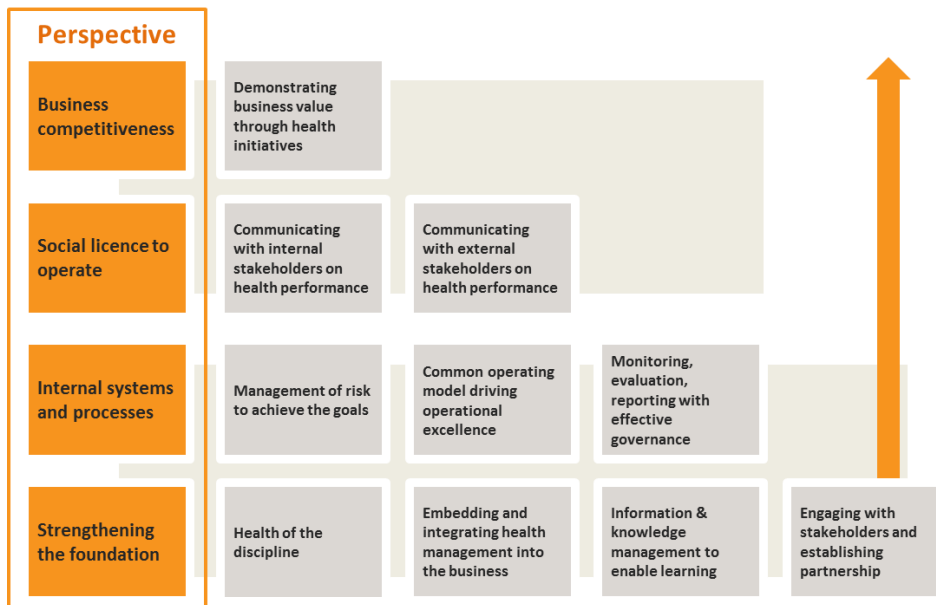 Perspective
Business
competitiveness
Demonstrating
business value
through health
initiatives
Social licence to
operate
Communicating
with internal
stakeholders on
health performance
Communicating
with external
stakeholders on
health performance
Internal systems
and processes
Management of risk
to achieve the goals
Common operating
model driving
operational
excellence
Monitoring,
evaluation,
reporting with
effective
governance
Strengthening
the foundation
Health of the
discipline
Embedding and
integrating health
management into
the business
Information &
knowledge
management to
enable learning
Engaging with
stakeholders and
establishing
partnership